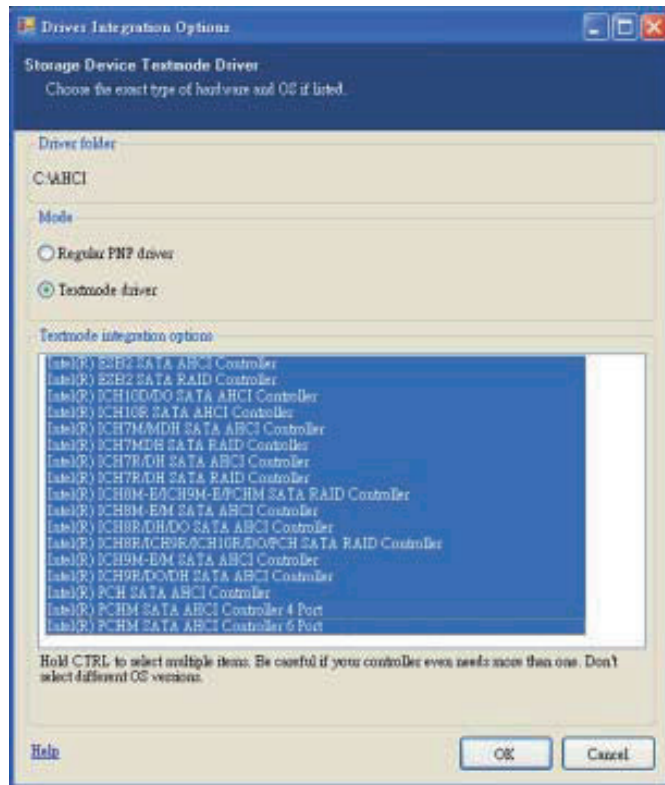 Driver Integration Options
Storage Device Textmode Driver
Choose the exact type of hardware and OS if listed.
Driver folder
C:\AHCI
Mode
Regular PNP driver
Textmode driver
Textmode integration options
Intel(R) ESB2 SATA AHCI Controller
Intel(R) ESB2 SATA RAID Controller
Intel(R) ICH10D/DO SATA AHCI Controller
Intel(R) ICH10R SATA AHCI Controller
Intel(R) ICH7M/MDH SATA AHCI Controller
Intel(R) ICH7MDH SATA RAID Controller
Intel(R) ICH7R/DH SATA AHCI Controller
Intel(R) ICH7R/DH SATA RAID Controller
Intel(R) ICH8M-E/ICH9M-E/PCHM SATA RAID Controller
Intel(R) ICH8M-E/M SATA AHCI Controller
Intel(R) ICH8R/DH/DO SATA AHCI Controller
Intel(R) ICH8R/ICH9R/ICH10R/DO/PCH SATA RAID Controller
Intel(R) ICH9M-E/M SATA AHCI Controller
Intel(R) ICH9R/DO/DH SATA AHCI Controller
Intel(R) PCH SATA AHCI Controller
Intel(R) PCHM SATA AHCI Controller 4 Port
Intel(R) PCHM SATA AHCI Controller 6 Port
Hold CTRL to select multiple items. Be careful if your controller even needs more than one. Don't
select different OS versions.
Help
OK
Cancel